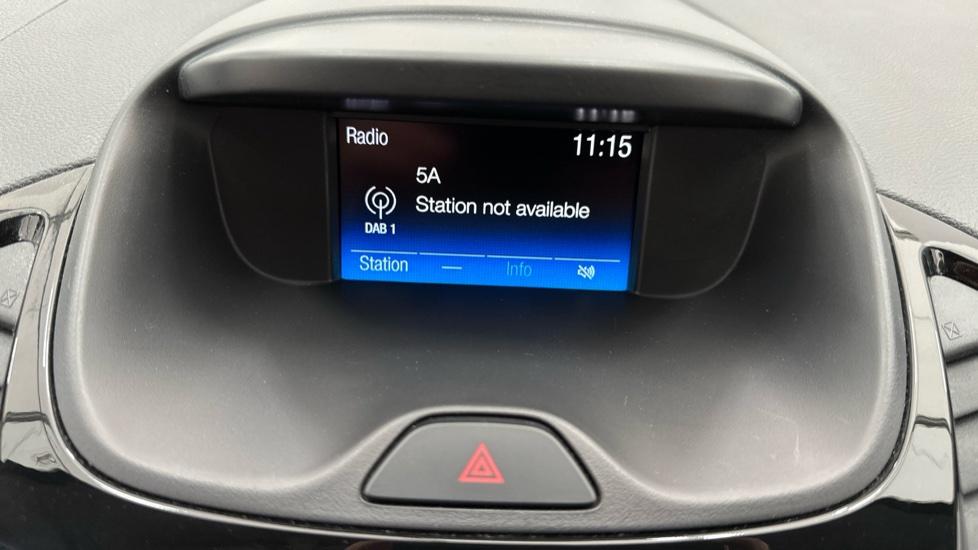 Radio 11:15
5A
Station not available
DAB 1
Station — Info